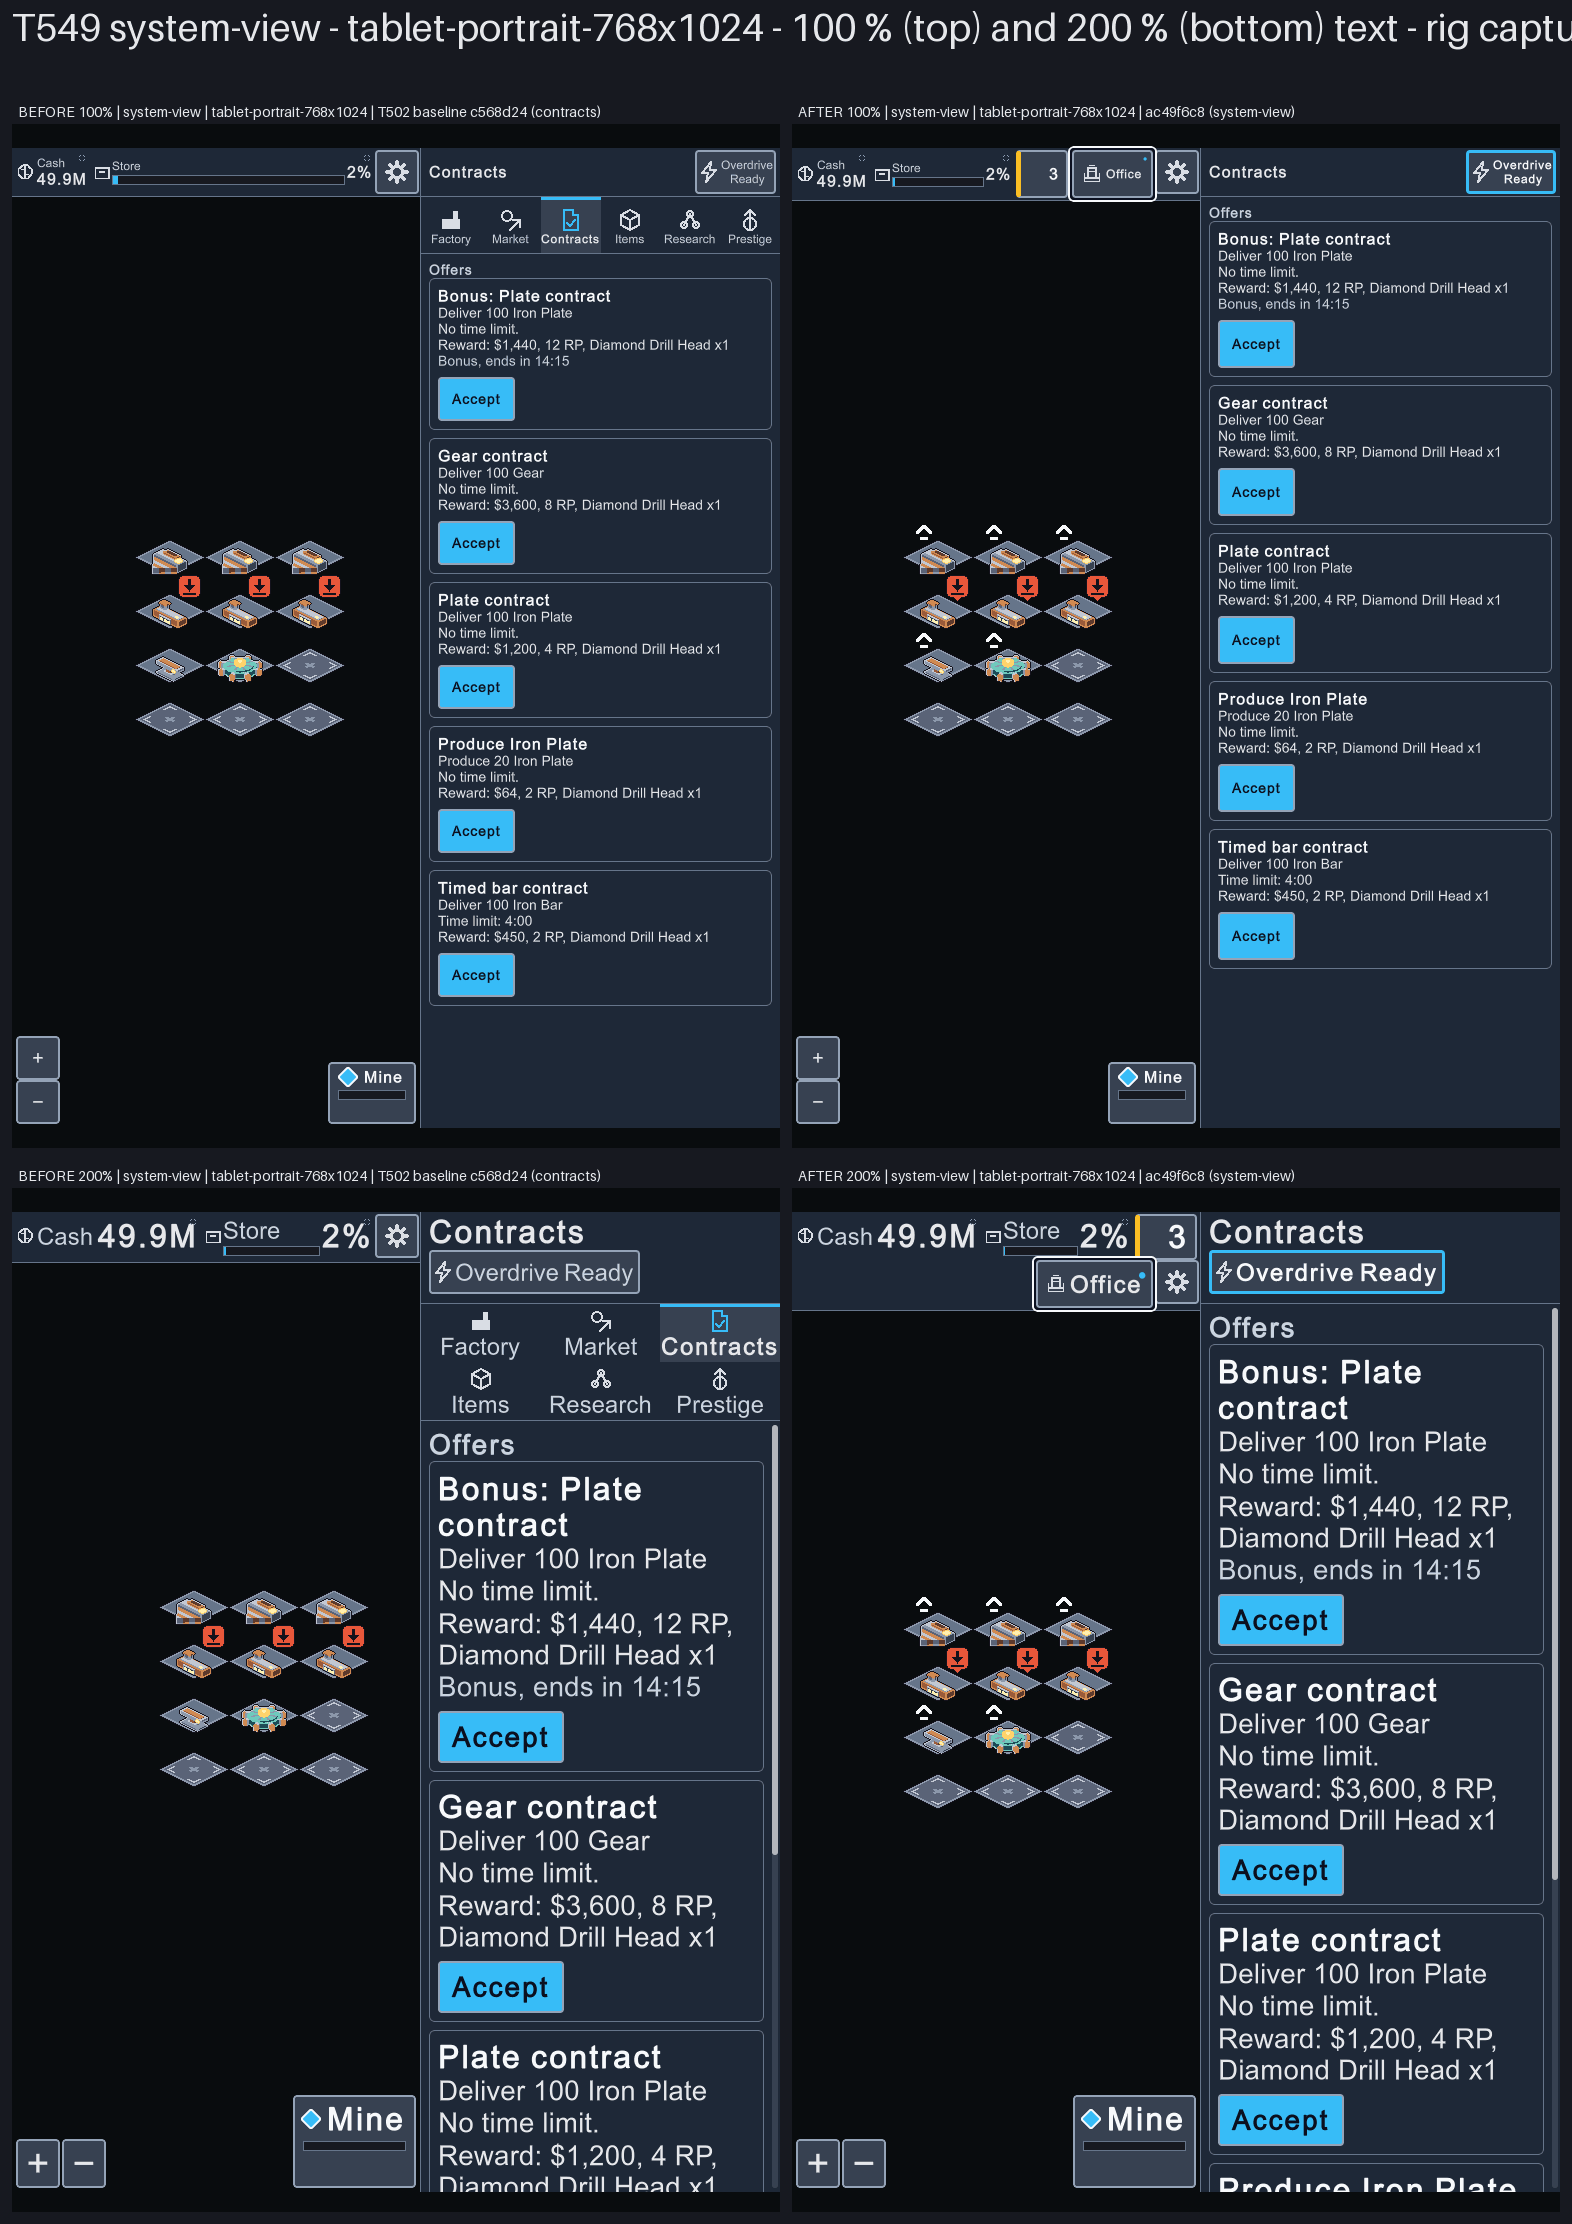 T549 system-view - tablet-portrait-768x1024 - 100 % (top) and 200 % (bottom) text - rig captu
BEFORE 100% | system-view | tablet-portrait-768x1024 | T502 baseline c568d24 (contracts)
Cash
49.9M
Store
2%
Contracts
Overdrive
Ready
Factory
Market
Contracts
Items
Research
Prestige
Offers
Bonus: Plate contract
Deliver 100 Iron Plate
No time limit.
Reward: $1,440, 12 RP, Diamond Drill Head x1
Bonus, ends in 14:15
Accept
Gear contract
Deliver 100 Gear
No time limit.
Reward: $3,600, 8 RP, Diamond Drill Head x1
Accept
Plate contract
Deliver 100 Iron Plate
No time limit.
Reward: $1,200, 4 RP, Diamond Drill Head x1
Accept
Produce Iron Plate
Produce 20 Iron Plate
No time limit.
Reward: $64, 2 RP, Diamond Drill Head x1
Accept
Timed bar contract
Deliver 100 Iron Bar
Time limit: 4:00
Reward: $450, 2 RP, Diamond Drill Head x1
Accept
+
−
Mine
AFTER 100% | system-view | tablet-portrait-768x1024 | ac49f6c8 (system-view)
Cash
49.9M
Store
2%
3
Office
Contracts
Overdrive
Ready
Offers
Bonus: Plate contract
Deliver 100 Iron Plate
No time limit.
Reward: $1,440, 12 RP, Diamond Drill Head x1
Bonus, ends in 14:15
Accept
Gear contract
Deliver 100 Gear
No time limit.
Reward: $3,600, 8 RP, Diamond Drill Head x1
Accept
Plate contract
Deliver 100 Iron Plate
No time limit.
Reward: $1,200, 4 RP, Diamond Drill Head x1
Accept
Produce Iron Plate
Produce 20 Iron Plate
No time limit.
Reward: $64, 2 RP, Diamond Drill Head x1
Accept
Timed bar contract
Deliver 100 Iron Bar
Time limit: 4:00
Reward: $450, 2 RP, Diamond Drill Head x1
Accept
+
−
Mine
BEFORE 200% | system-view | tablet-portrait-768x1024 | T502 baseline c568d24 (contracts)
Cash 49.9M
Store
2%
Contracts
Overdrive Ready
Factory
Market
Contracts
Items
Research
Prestige
Offers
Bonus: Plate
contract
Deliver 100 Iron Plate
No time limit.
Reward: $1,440, 12 RP,
Diamond Drill Head x1
Bonus, ends in 14:15
Accept
Gear contract
Deliver 100 Gear
No time limit.
Reward: $3,600, 8 RP,
Diamond Drill Head x1
Accept
Plate contract
Deliver 100 Iron Plate
No time limit.
Reward: $1,200, 4 RP,
Diamond Drill Head x1
+ −
Mine
AFTER 200% | system-view | tablet-portrait-768x1024 | ac49f6c8 (system-view)
Cash 49.9M
Store
2%
3
Office
Contracts
Overdrive Ready
Offers
Bonus: Plate
contract
Deliver 100 Iron Plate
No time limit.
Reward: $1,440, 12 RP,
Diamond Drill Head x1
Bonus, ends in 14:15
Accept
Gear contract
Deliver 100 Gear
No time limit.
Reward: $3,600, 8 RP,
Diamond Drill Head x1
Accept
Plate contract
Deliver 100 Iron Plate
No time limit.
Reward: $1,200, 4 RP,
Diamond Drill Head x1
Accept
Produce Iron Plate
+ −
Mine